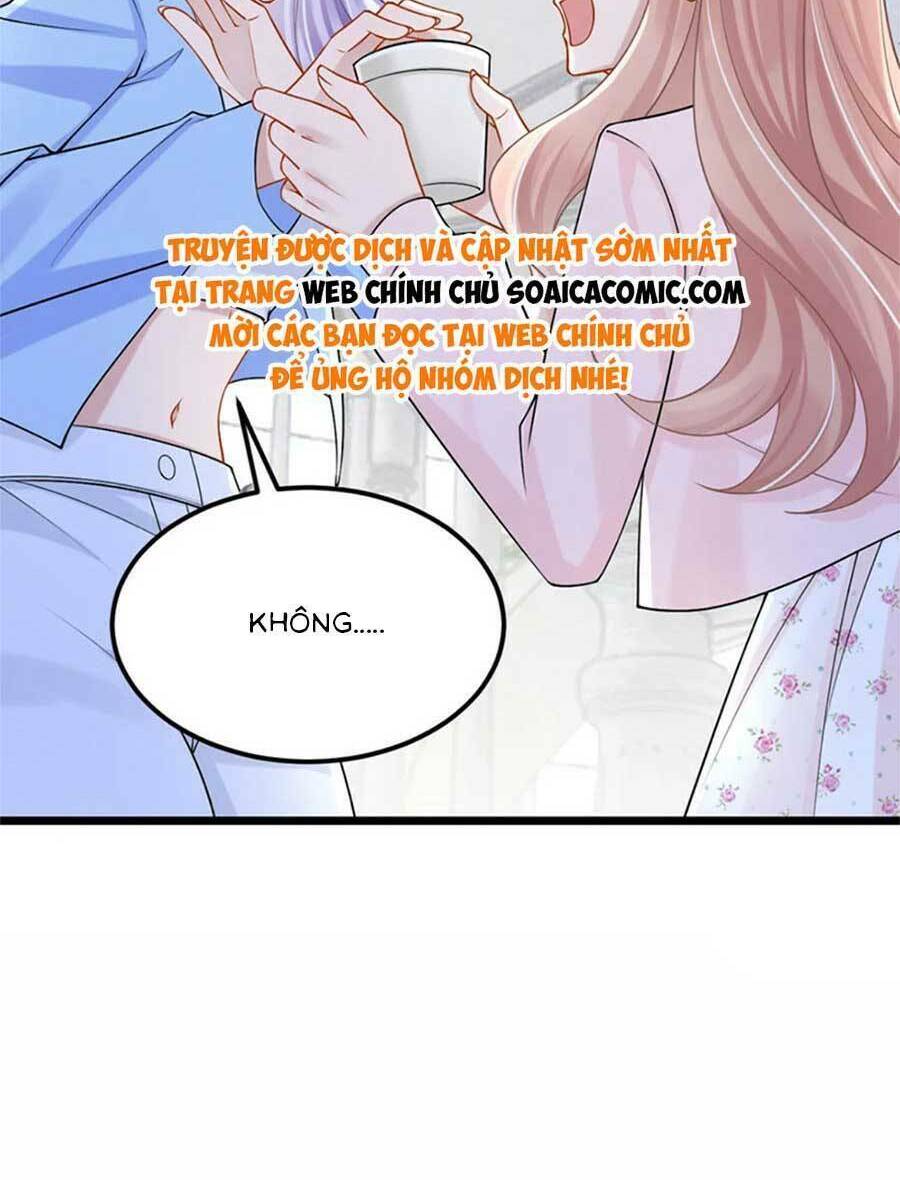 TRUYỆN ĐƯỢC DỊCH VÀ CẬP NHẬT SỚM NHẤT
TẠI TRANG WEB CHÍNH CHỦ SOAICACOMIC.COM
MỜI CÁC BẠN ĐỌC TẠI WEB CHÍNH CHỦ
ĐỂ ỦNG HỘ NHÓM DỊCH NHÉ!
KHÔNG.....